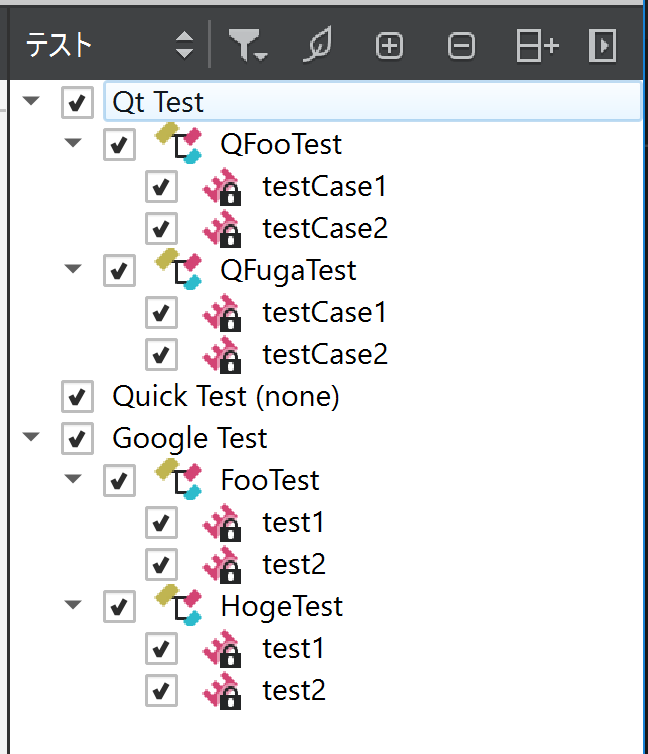 テスト
Qt Test
QFooTest
testCase1
testCase2
QFugaTest
testCase1
testCase2
Quick Test (none)
Google Test
FooTest
test1
test2
HogeTest
test1
test2